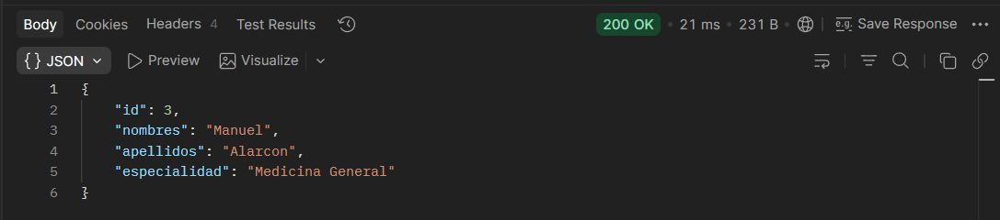 Body Cookies Headers 4 Test Results 200 OK • 21 ms • 231 B • e.g. Save Response
{} JSON Preview Visualize
1 {
2 "id": 3,
3 "nombres": "Manuel",
4 "apellidos": "Alarcon",
5 "especialidad": "Medicina General"
6 }